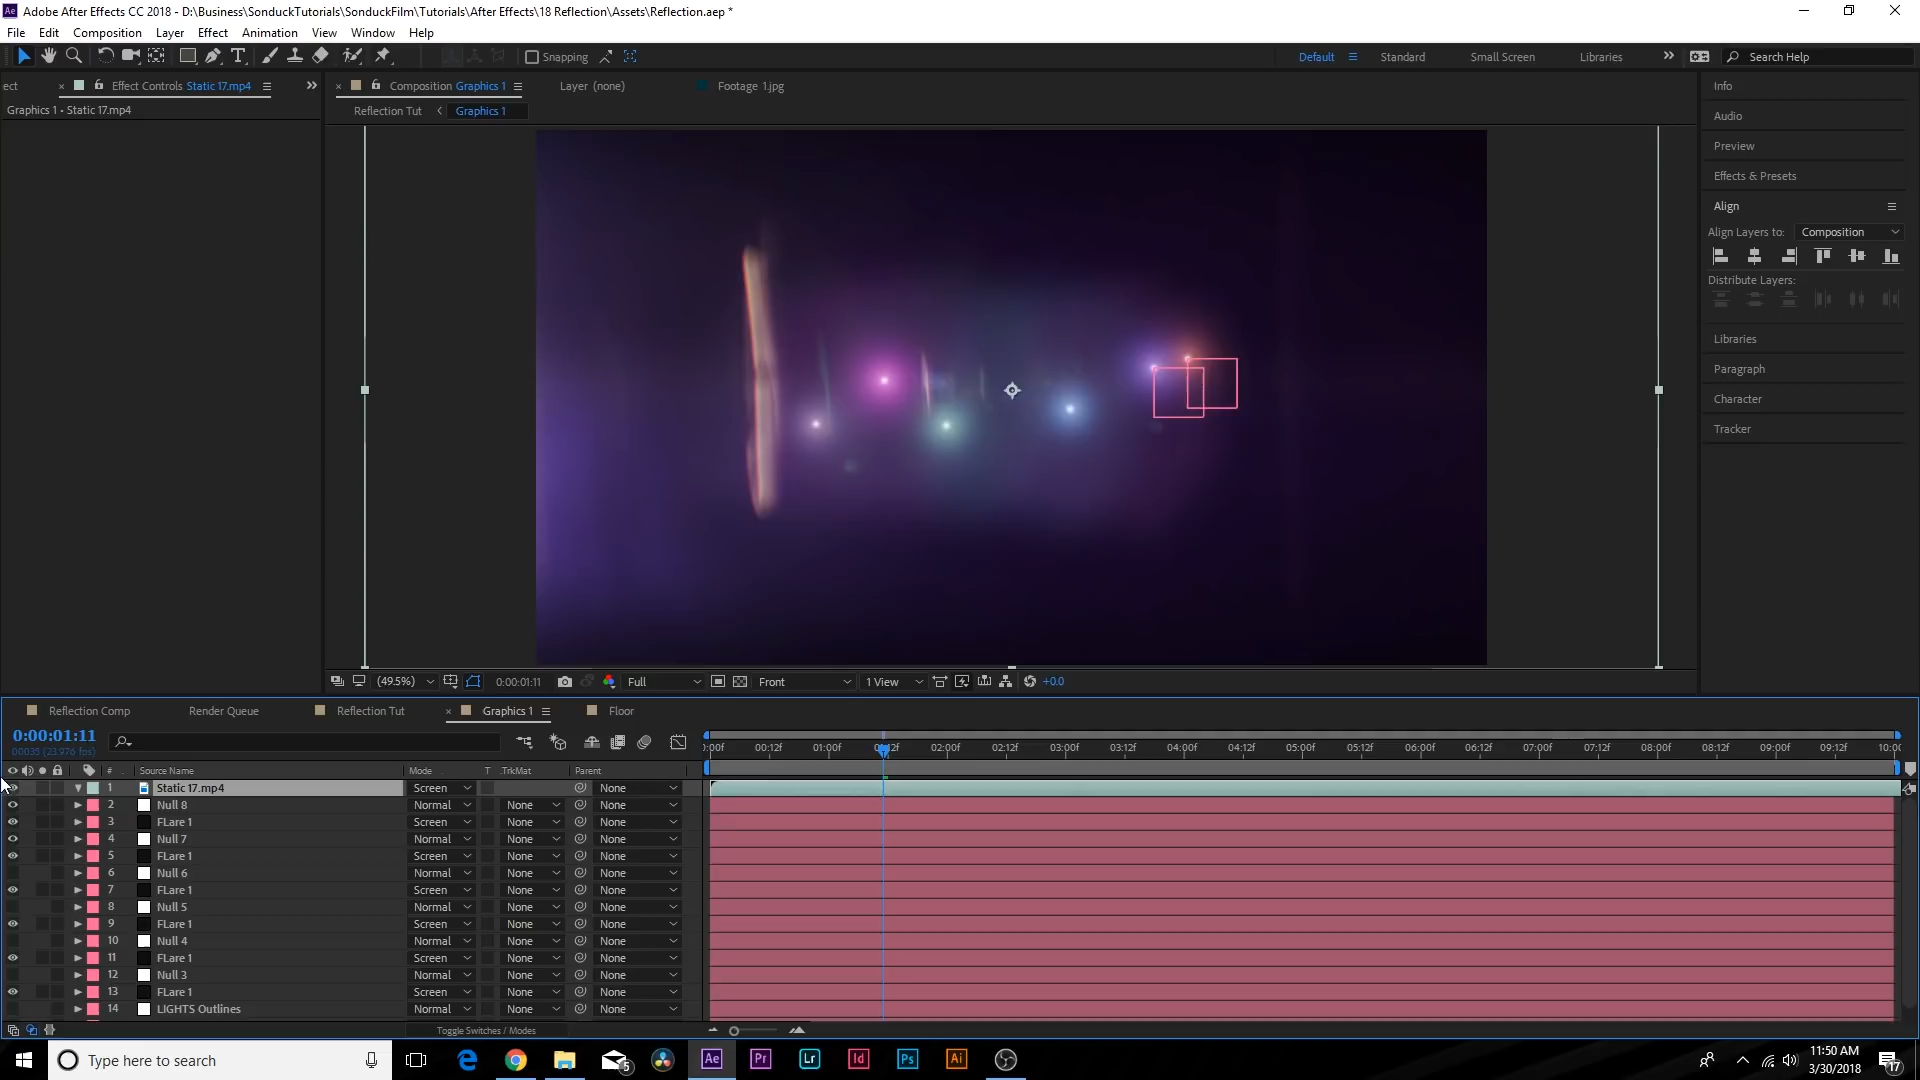 Adobe After Effects CC 2018 - D:\Business\SonduckTutorials\SonduckFilm\Tutorials\After Effects\18 Reflection\Assets\Reflection.aep *
File Edit Composition Layer Effect Animation View Window Help
Snapping Default Standard Small Screen Libraries Search Help
ect Effect Controls Static 17.mp4 Composition Graphics 1 Layer (none) Footage 1.jpg
Graphics 1 • Static 17.mp4
Reflection Tut Graphics 1
Info
Audio
Preview
Effects & Presets
Align
Align Layers to: Composition
Distribute Layers:
Libraries
Paragraph
Character
Tracker
(49.5%) 0:00:01:11 Full Front 1 View +0.0
Reflection Comp Render Queue Reflection Tut Graphics 1 Floor
0:00:01:11
00035 (23.976 fps)
:00f 00:12f 01:00f 01:12f 02:00f 02:12f 03:00f 03:12f 04:00f 04:12f 05:00f 05:12f 06:00f 06:12f 07:00f 07:12f 08:00f 08:12f 09:00f 09:12f 10:00
# Source Name Mode T .TrkMat Parent
1 Static 17.mp4 Screen None
2 Null 8 Normal None None
3 FLare 1 Screen None None
4 Null 7 Normal None None
5 FLare 1 Screen None None
6 Null 6 Normal None None
7 FLare 1 Screen None None
8 Null 5 Normal None None
9 FLare 1 Screen None None
10 Null 4 Normal None None
11 FLare 1 Screen None None
12 Null 3 Normal None None
13 FLare 1 Screen None None
14 LIGHTS Outlines Normal None None
Toggle Switches / Modes
Type here to search
5
Ae Pr Lr Id Ps Ai
11:50 AM
3/30/2018
17